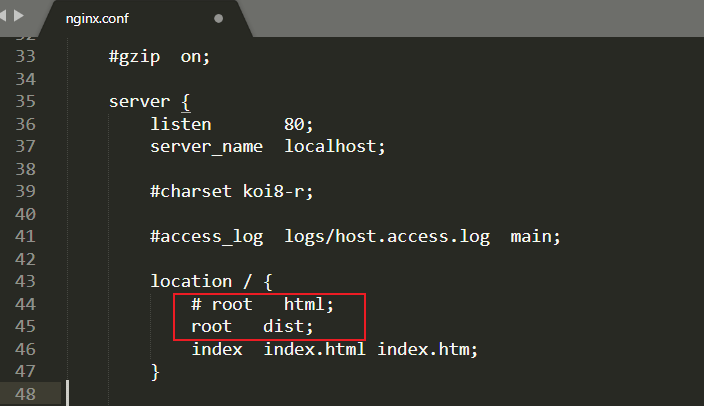 nginx.conf
33 #gzip  on;
34
35 server {
36 listen       80;
37 server_name  localhost;
38
39 #charset koi8-r;
40
41 #access_log  logs/host.access.log  main;
42
43 location / {
44 # root   html;
45 root   dist;
46 index  index.html index.htm;
47 }
48